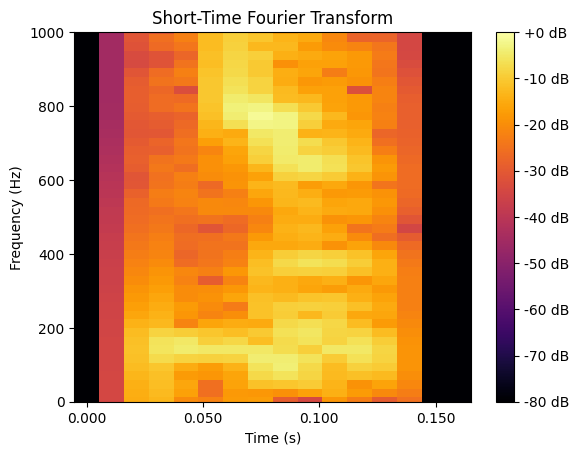 Short-Time Fourier Transform
1000
800
600
400
200
0
Frequency (Hz)
0.000
0.050
0.100
0.150
Time (s)
+0 dB
-10 dB
-20 dB
-30 dB
-40 dB
-50 dB
-60 dB
-70 dB
-80 dB